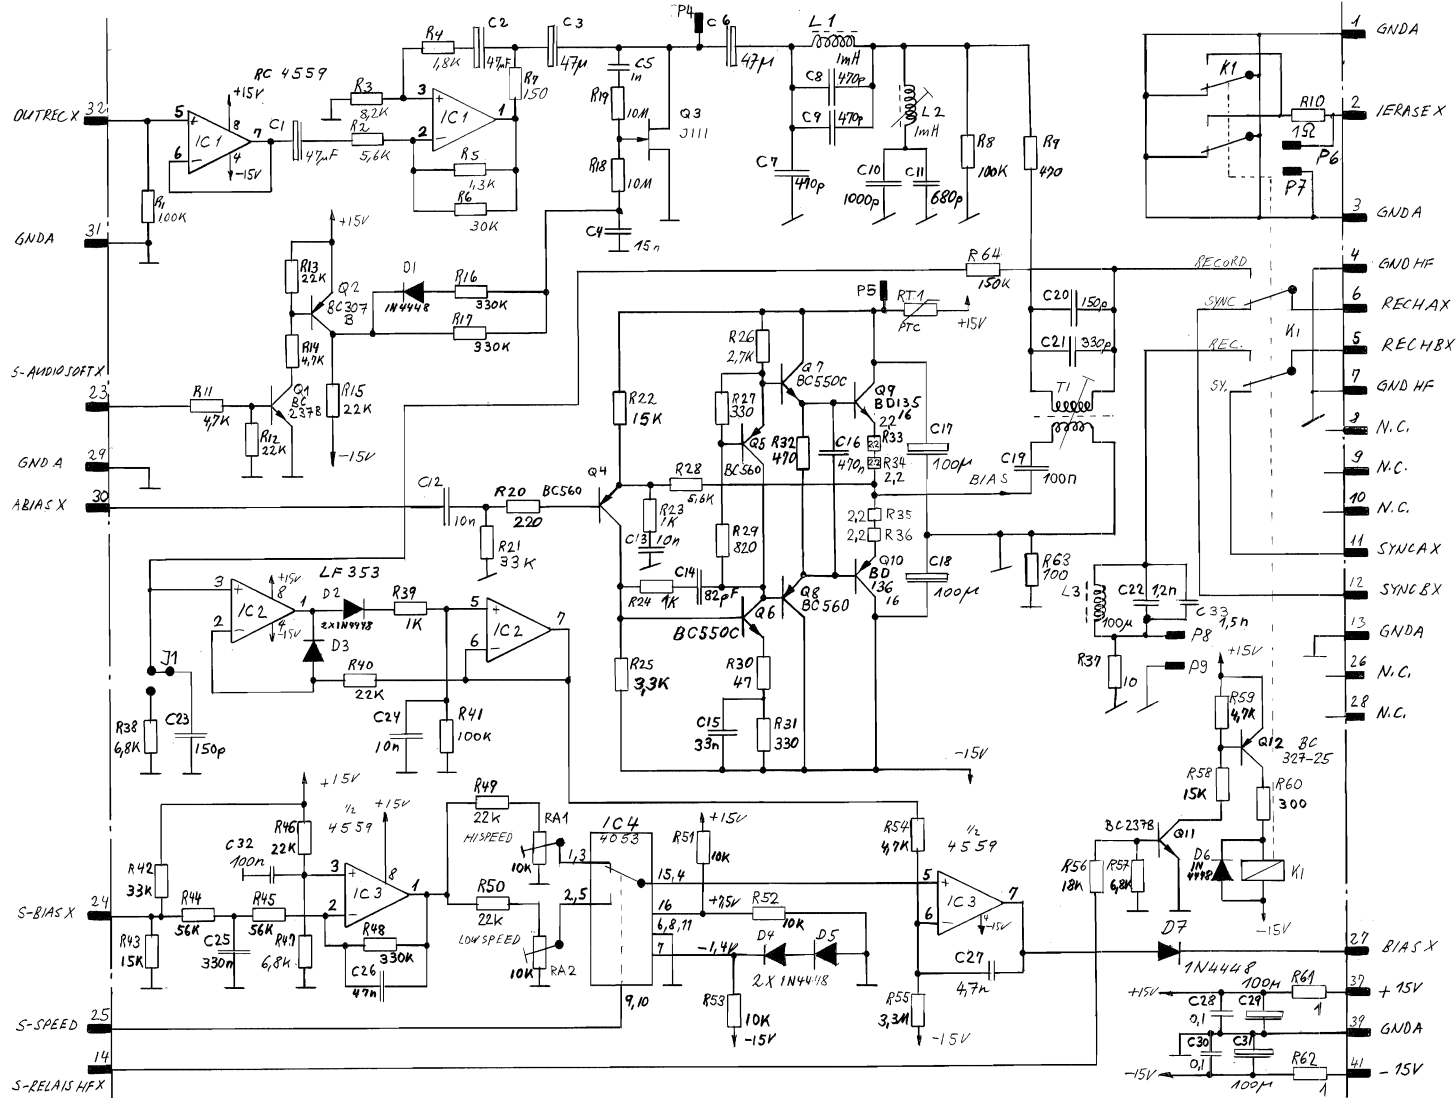 OUTRECX 32
RC 4559
+15V
5
IC1
7
8
4
6
-15V
R1
100K
GNDA 31
C1
47µF
R3
8,2K
R2
5,6K
R4
1,8K
C2
47µF
R7
150
C3
47µ
3
IC1
1
2
R5
1,3K
R6
30K
C5
1n
R19
10M
R18
10M
Q3
J111
C4
15n
P4
C6
47µ
L1
1mH
C8
470p
C9
470p
C7
470p
L2
1mH
C10
1000p
C11
680p
R8
100K
R9
470
K1
R10
1Ω
P6
P7
1 GNDA
2 IERASEX
3 GNDA
4 GNDHF
6 RECHAX
5 RECHBX
7 GNDHF
8 N.C.
9 N.C.
10 N.C.
11 SYNCAX
12 SYNCBX
13 GNDA
26 N.C.
28 N.C.
RECORD
SYNC
REC.
SY.
K1
+15V
R13
22K
Q2
BC307
B
R14
4,7K
D1
1N4448
R16
330K
R17
330K
S-AUDIOSOFTX
23
R11
4,7K
R12
22K
Q1
BC
237B
R15
22K
-15V
GNDA 29
ABIASX 30
R64
150K
P5
RT1
PTC
+15V
C20
150p
C21
330p
T1
C19
100n
BIAS
R26
2,7K
Q7
BC550C
R22
15K
R27
330
Q5
BC560
R32
470
C16
470n
Q9
BD135
16
2,2
R33
22
R34
22
2,2
C17
100µ
C12
10n
R20
220
BC560
Q4
R21
33K
R28
5,6K
R23
1K
C13
10n
R29
820
R24
1K
C14
82pF
2,2
R35
2,2
R36
Q10
BD
136
16
C18
100µ
Q8
BC560
Q6
BC550C
R63
100
R25
3,3K
R30
47
C15
33n
R31
330
-15V
L3
100µ
C22
1,2n
C33
1,5n
P8
P9
R37
10
LF353
+15V
3
8
IC2
1
4
-15V
2
D2
2X1N4448
D3
R39
1K
R40
22K
5
IC2
7
6
C24
10n
R41
100K
J1
R38
6,8K
C23
150p
+15V
R59
4,7K
Q12
BC
327-25
R58
15K
R60
300
BC237B
Q11
R56
18K
R57
6,8K
D6
1N
4448
K1
-15V
+15V
½
4559
+15V
R46
22K
C32
100n
R42
33K
S-BIASX
24
R44
56K
R45
56K
R43
15K
C25
330n
R47
6,8K
3
8
IC3
1
2
R48
330K
C26
47n
R49
22K
HISPEED
R50
22K
LOWSPEED
RA1
10K
10K
RA2
IC4
4053
1,3
2,5
15,4
16
6,8,11
7
9,10
+15V
R51
10K
+7,5V
R52
10K
-1,4V
D4
D5
2X1N4448
R53
10K
-15V
R54
4,7K
½
4559
5
IC3
7
6
4
-15V
C27
4,7n
R55
3,3M
-15V
D7
1N4448
27 BIASX
S-SPEED 25
14
S-RELAISHFX
+15V
C28
0,1
100µ
C29
R61
1
37 +15V
39 GNDA
C30
0,1
C31
100µ
-15V
R62
1
41 -15V